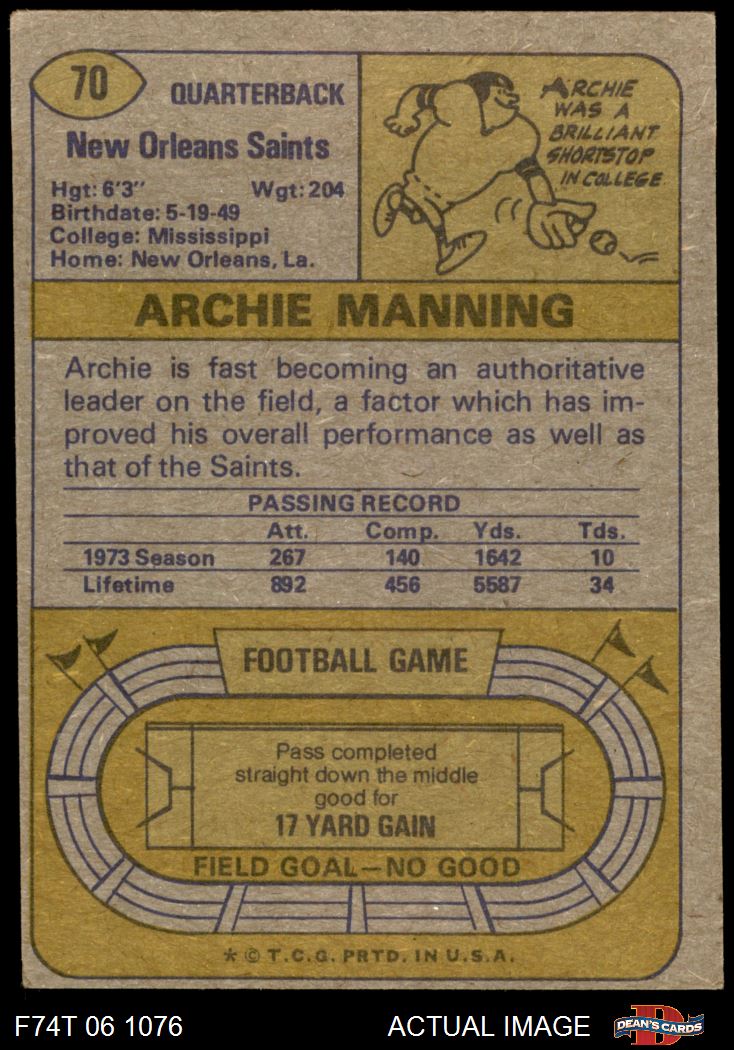 70
QUARTERBACK
New Orleans Saints
Hgt: 6'3" Wgt: 204
Birthdate: 5-19-49
College: Mississippi
Home: New Orleans, La.
ARCHIE
WAS A
BRILLIANT
SHORTSTOP
IN COLLEGE.
ARCHIE MANNING
Archie is fast becoming an authoritative
leader on the field, a factor which has im-
proved his overall performance as well as
that of the Saints.
PASSING RECORD
Att. Comp. Yds. Tds.
1973 Season 267 140 1642 10
Lifetime 892 456 5587 34
FOOTBALL GAME
Pass completed
straight down the middle
good for
17 YARD GAIN
FIELD GOAL—NO GOOD
* © T.C.G. PRTD. IN U.S.A.
F74T 06 1076 ACTUAL IMAGE
D
DEAN'S CARDS